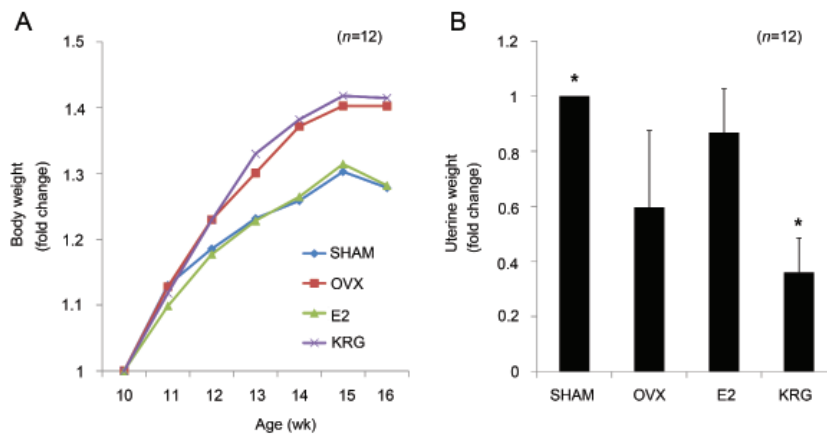 A
(n=12)
Body weight
(fold change)
1.5
1.4
1.3
1.2
1.1
1
10 11 12 13 14 15 16
Age (wk)
SHAM
OVX
E2
KRG
B
(n=12)
Uterine weight
(fold change)
1.2
1
0.8
0.6
0.4
0.2
0
*
*
SHAM OVX E2 KRG